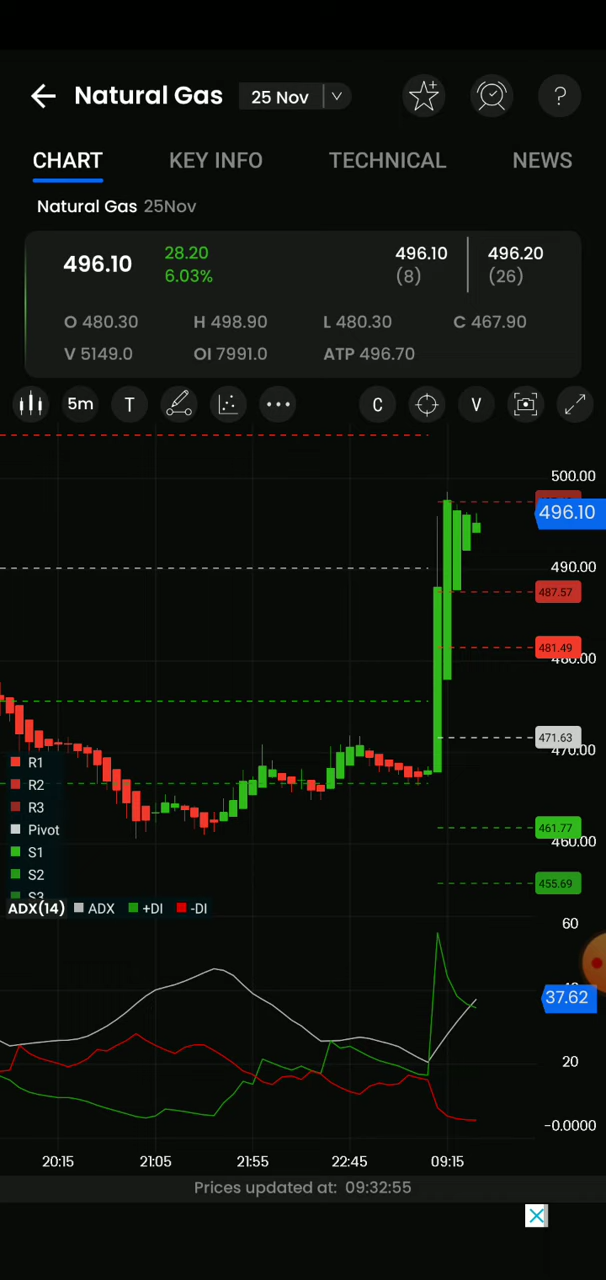 Natural Gas 25 Nov ?
CHART KEY INFO TECHNICAL NEWS
Natural Gas 25Nov
496.10 28.20 496.10 496.20
6.03% (8) (26)
O 480.30 H 498.90 L 480.30 C 467.90
V 5149.0 OI 7991.0 ATP 496.70
5m T C V
500.00
496.10
490.00
487.57
481.49
480.00
471.63
470.00
R1
R2
R3
Pivot
461.77
460.00
S1
S2
455.69
S3
ADX(14) ADX +DI -DI
60
37.62
20
-0.0000
20:15 21:05 21:55 22:45 09:15
Prices updated at: 09:32:55